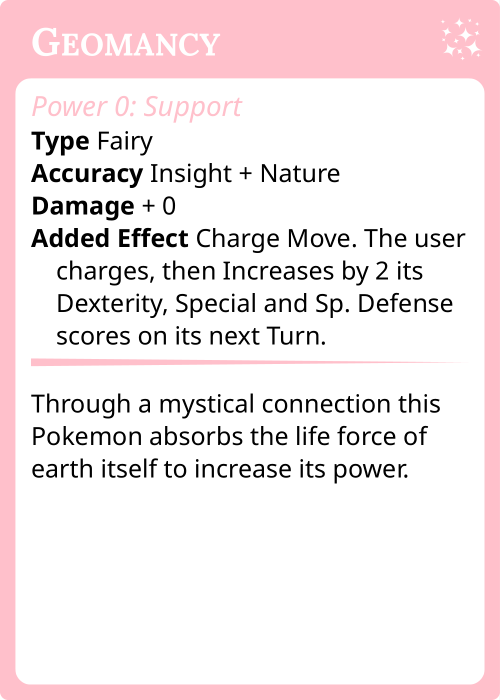 GEOMANCY
Power 0: Support
Type Fairy
Accuracy Insight + Nature
Damage + 0
Added Effect Charge Move. The user
charges, then Increases by 2 its
Dexterity, Special and Sp. Defense
scores on its next Turn.
Through a mystical connection this
Pokemon absorbs the life force of
earth itself to increase its power.